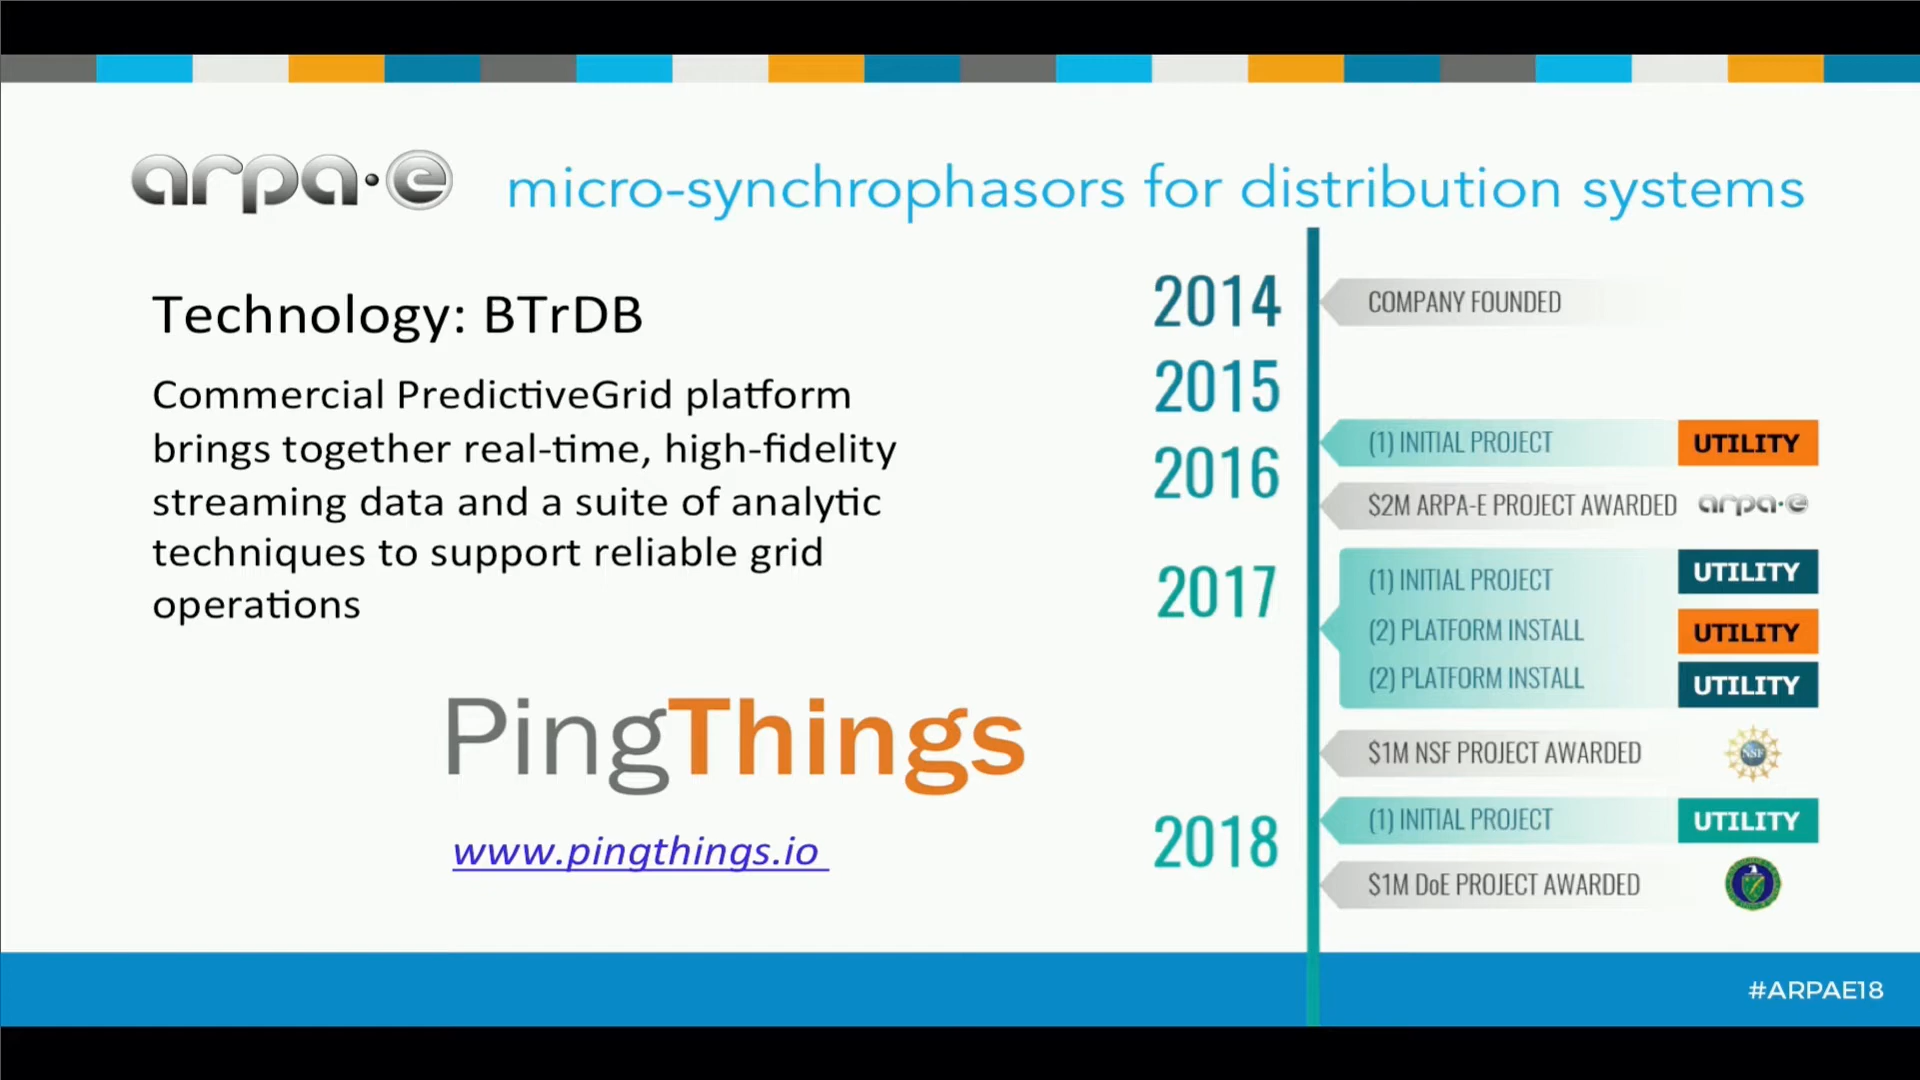 arpa·e micro-synchrophasors for distribution systems
Technology: BTrDB
Commercial PredictiveGrid platform
brings together real-time, high-fidelity
streaming data and a suite of analytic
techniques to support reliable grid
operations
PingThings
www.pingthings.io
2014 COMPANY FOUNDED
2015
(1) INITIAL PROJECT UTILITY
2016
$2M ARPA-E PROJECT AWARDED arpa·e
2017
(1) INITIAL PROJECT UTILITY
(2) PLATFORM INSTALL UTILITY
(2) PLATFORM INSTALL UTILITY
$1M NSF PROJECT AWARDED NSF
2018
(1) INITIAL PROJECT UTILITY
$1M DoE PROJECT AWARDED
#ARPAE18